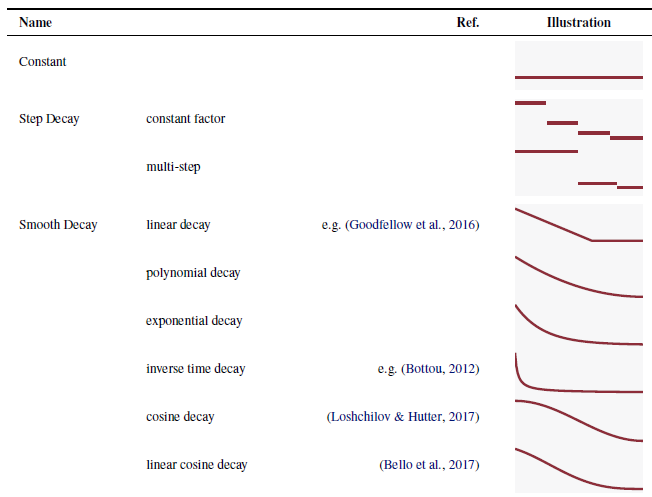 Name Ref. Illustration
Constant
Step Decay constant factor
multi-step
Smooth Decay linear decay e.g. (Goodfellow et al., 2016)
polynomial decay
exponential decay
inverse time decay e.g. (Bottou, 2012)
cosine decay (Loshchilov & Hutter, 2017)
linear cosine decay (Bello et al., 2017)